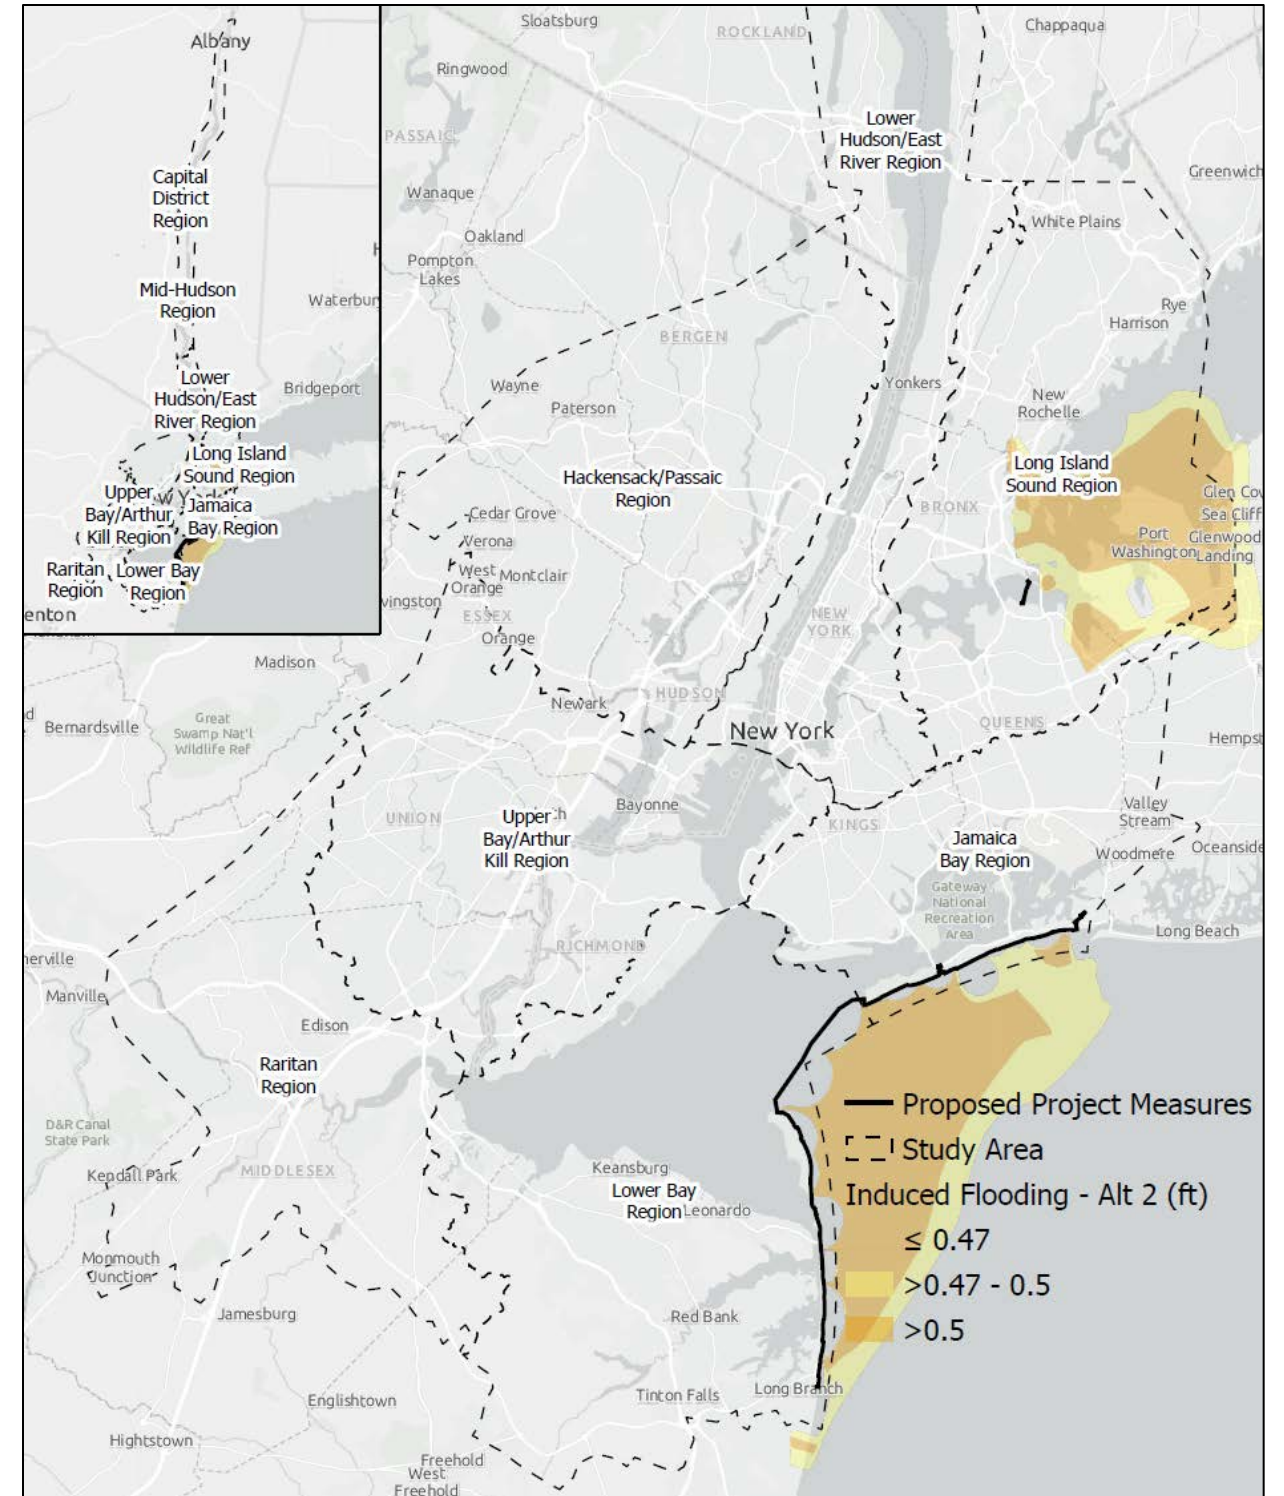 Albany
Capital
District
Region
Mid-Hudson
Region
Waterbur
Lower
Hudson/East
River Region
Bridgeport
Long Island
Sound Region
Upper
Bay/Arthur
Kill Region
Jamaica
Bay Region
Raritan
Region
Lower Bay
Region
enton
Sloatsburg
ROCKLAND
Chappaqua
Ringwood
PASSAIC
Lower
Hudson/East
River Region
Greenwich
Wanaque
White Plains
Oakland
Pompton
Lakes
Rye
Harrison
BERGEN
Wayne
Yonkers
Paterson
New
Rochelle
Hackensack/Passaic
Region
Long Island
Sound Region
BRONX
Glen Cov
Sea Cliff
Cedar Grove
Port
Washington
Glenwood
Landing
Verona
West
Orange
Montclair
vingston
ESSEX
NEW
YORK
Orange
Madison
HUDSON
Newark
New York
QUEENS
Great
Swamp Nat'l
Wildlife Ref
Bernardsville
Hempst
Bayonne
Valley
Stream
UNION
Upper
Bay/Arthur
Kill Region
KINGS
Jamaica
Bay Region
Woodmere
Oceanside
Gateway
National
Recreation
Area
Long Beach
RICHMOND
erville
Manville
Edison
Raritan
Region
Proposed Project Measures
D&R Canal
State Park
Study Area
Kendall Park
MIDDLESEX
Keansburg
Lower Bay
Region
Leonardo
Induced Flooding - Alt 2 (ft)
≤ 0.47
Monmouth
Junction
>0.47 - 0.5
Jamesburg
Red Bank
>0.5
Englishtown
Tinton Falls
Long Branch
Hightstown
Freehold
West
Freehold